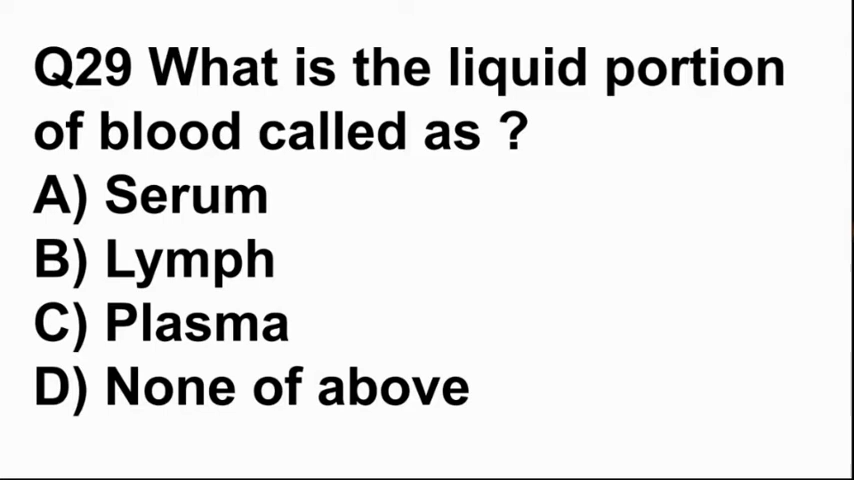 Q29 What is the liquid portion
of blood called as ?
A) Serum
B) Lymph
C) Plasma
D) None of above